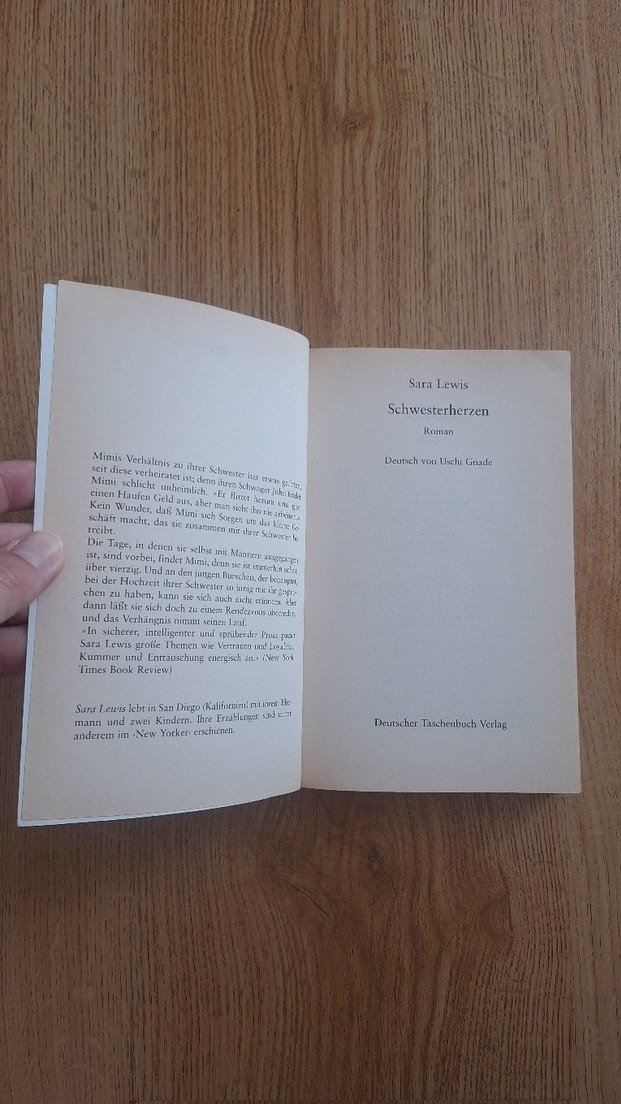 Mimis Verhältnis zu ihrer Schwester hat etwas gelitten,
seit diese verheiratet ist; denn ihren Schwager John findet
Mimi schlicht unheimlich. »Er flirtet herum und gibt
einen Haufen Geld aus, aber man sieht ihn nie arbeiten.«
Kein Wunder, daß Mimi sich Sorgen um das kleine Ge-
schäft macht, das sie zusammen mit ihrer Schwester be-
treibt.
Die Tage, in denen sie selbst mit Männern ausgegangen
ist, sind vorbei, findet Mimi, denn sie ist immerhin schon
über vierzig. Und an den jungen Burschen, der behauptet,
bei der Hochzeit ihrer Schwester so innig mit ihr gespro-
chen zu haben, kann sie sich auch nicht erinnern. Aber
dann läßt sie sich doch zu einem Rendezvous überreden,
und das Verhängnis nimmt seinen Lauf.
»In sicherer, intelligenter und sprühender Prosa packt
Sara Lewis große Themen wie Vertrauen und Loyalität,
Kummer und Enttäuschung energisch an.« (New York
Times Book Review)
Sara Lewis lebt in San Diego (Kalifornien) mit ihrem Ehe-
mann und zwei Kindern. Ihre Erzählungen sind unter
anderem im ›New Yorker‹ erschienen.
Sara Lewis
Schwesterherzen
Roman
Deutsch von Uschi Gnade
Deutscher Taschenbuch Verlag